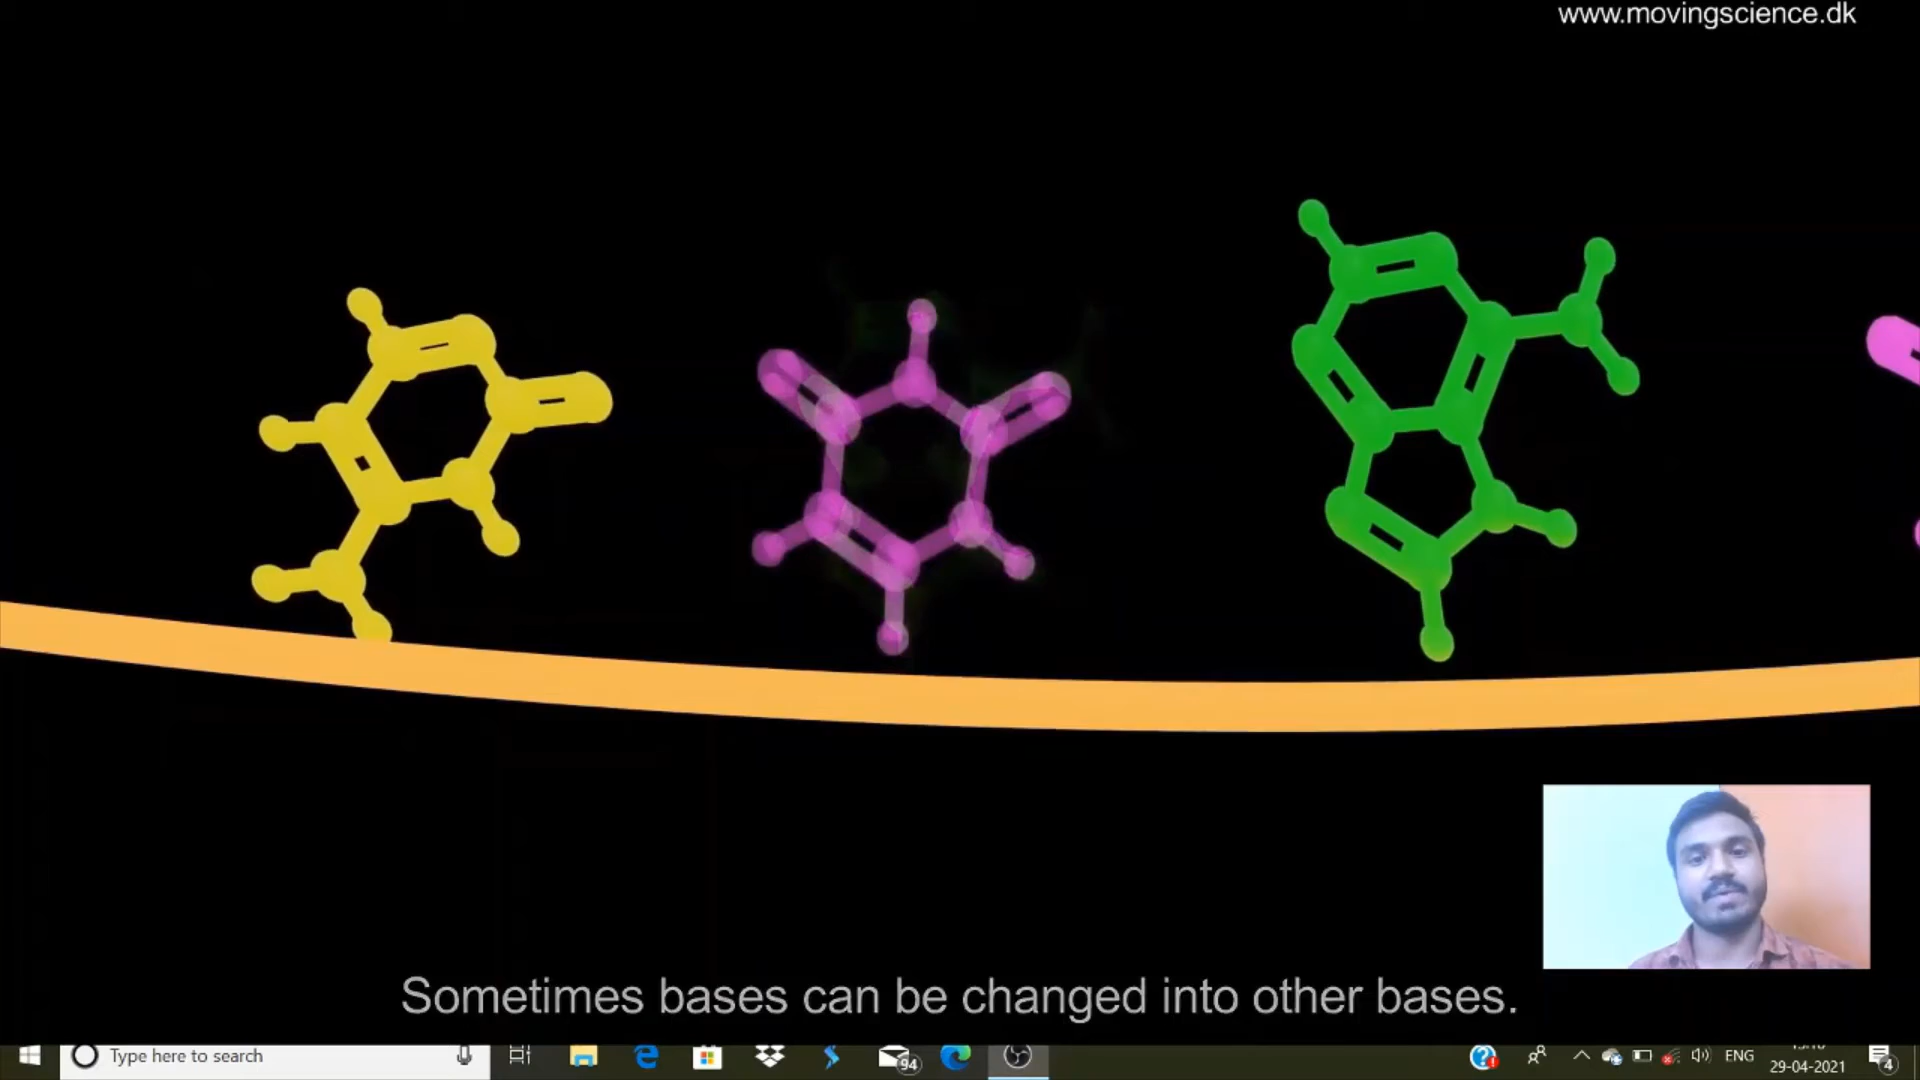 www.movingscience.dk
Sometimes bases can be changed into other bases.
Type here to search
94
ENG
29-04-2021
4